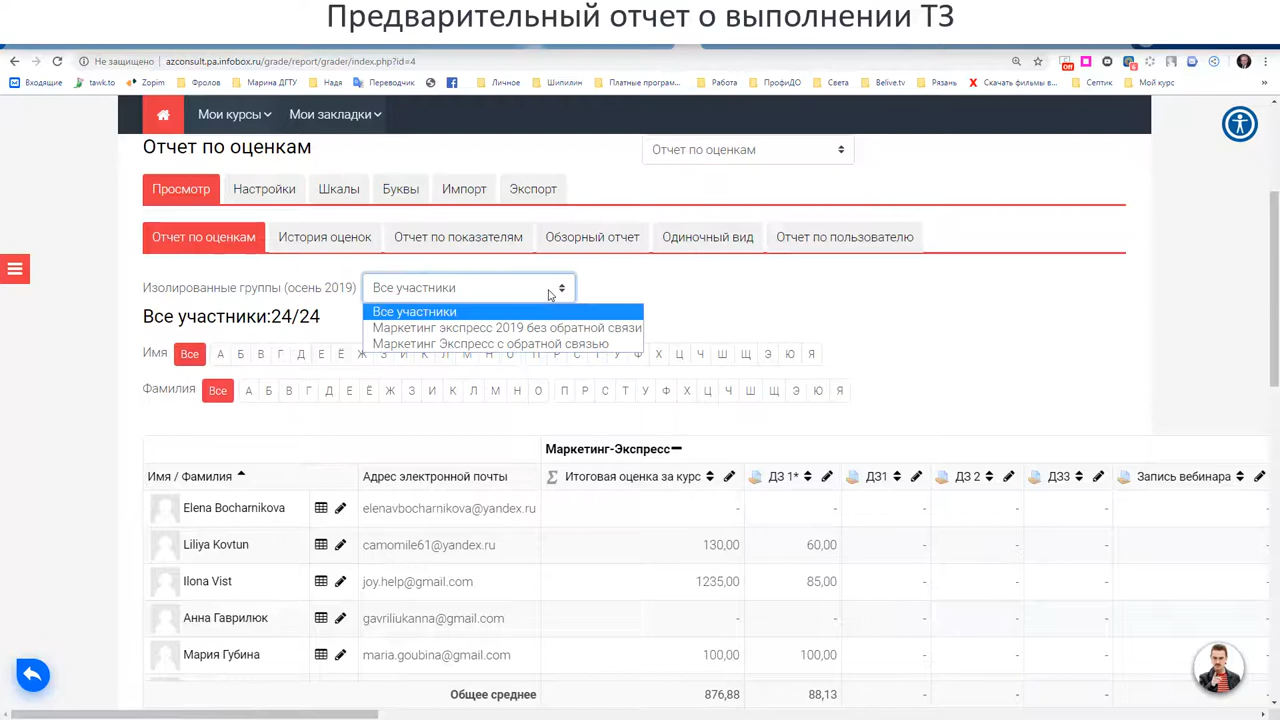 Предварительный отчет о выполнении ТЗ
Не защищено azconsult.pa.infobox.ru/grade/report/grader/index.php?id=4
Входящие tawk.to Zopim Фролов Марина ДГТУ Надя Переводчик Личное Шипилин Платные програм... Работа ПрофиДО Света Belive.tv Рязань Скачать фильмы в... Септик Мой курс
Off
Мои курсы Мои закладки
Отчет по оценкам Отчет по оценкам
Просмотр Настройки Шкалы Буквы Импорт Экспорт
Отчет по оценкам История оценок Отчет по показателям Обзорный отчет Одиночный вид Отчет по пользователю
Изолированные группы (осень 2019) Все участники
Все участники
Все участники:24/24
Маркетинг экспресс 2019 без обратной связи
Маркетинг Экспресс с обратной связью
Имя Все А Б В Г Д Е Ё Ж З И К Л М Н О П Р С Т У Ф Х Ц Ч Ш Щ Э Ю Я
Фамилия Все А Б В Г Д Е Ё Ж З И К Л М Н О П Р С Т У Ф Х Ц Ч Ш Щ Э Ю Я
Маркетинг-Экспресс
Имя / Фамилия Адрес электронной почты Итоговая оценка за курс ДЗ 1* ДЗ1 ДЗ 2 ДЗ3 Запись вебинара
Elena Bocharnikova elenavbocharnikova@yandex.ru - - - - - -
Liliya Kovtun camomile61@yandex.ru 130,00 60,00 - - - -
Ilona Vist joy.help@gmail.com 1235,00 85,00 - - - -
Анна Гаврилюк gavriliukanna@gmail.com - - - - - -
Мария Губина maria.goubina@gmail.com 100,00 100,00 - - - -
Общее среднее 876,88 88,13 - - - -